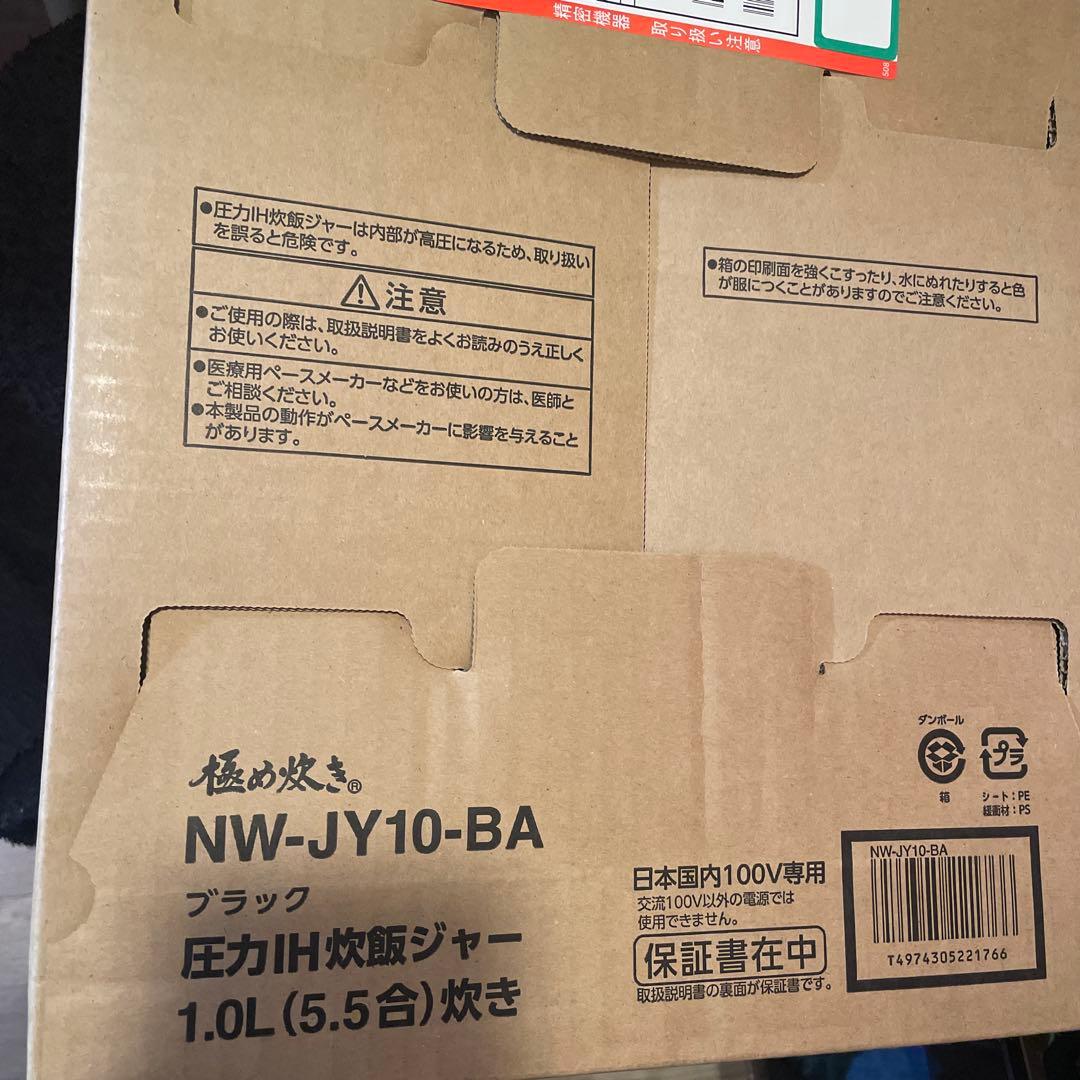 精密機器 取り扱い注意
508
●圧力IH炊飯ジャーは内部が高圧になるため、取り扱い
を誤ると危険です。
注意
●ご使用の際は、取扱説明書をよくお読みのうえ正しく
お使いください。
●医療用ペースメーカーなどをお使いの方は、医師と
ご相談ください。
●本製品の動作がペースメーカーに影響を与えること
があります。
●箱の印刷面を強くこすったり、水にぬれたりすると色
が服につくことがありますのでご注意ください。
極め炊き®
NW-JY10-BA
ブラック
圧力IH炊飯ジャー
1.0L(5.5合)炊き
ダンボール
箱
プラ
シート:PE
緩衝材:PS
日本国内100V専用
交流100V以外の電源では
使用できません。
保証書在中
取扱説明書の裏面が保証書です。
NW-JY10-BA
T4974305221766